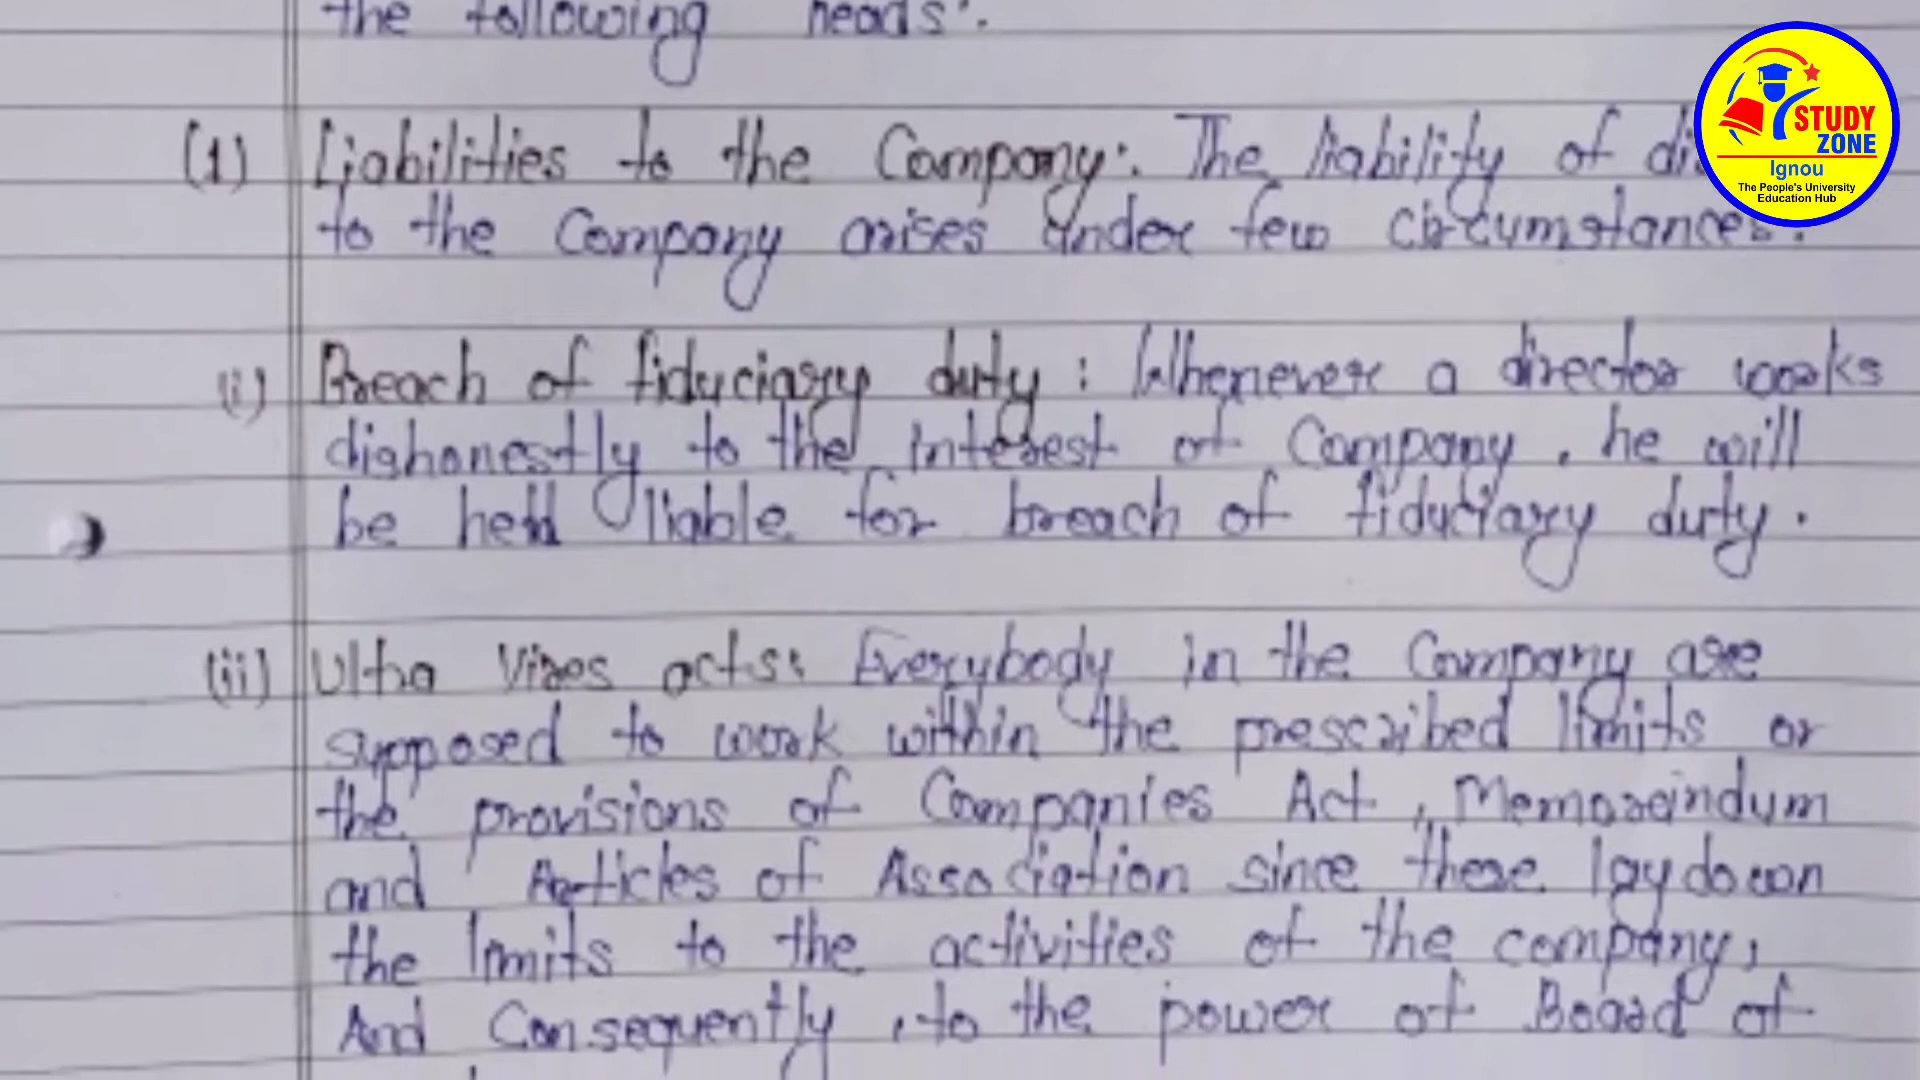 the following heads:
(1) Liabilities to the Company: The liability of
to the Company arises under few circumstances.
(i) Breach of fiduciary duty: Whenever a director works
dishonestly to the interest of Company, he will
be held liable for breach of fiduciary duty.
(ii) Ultra Vires acts: Everybody in the Company are
supposed to work within the prescribed limits or
the provisions of Companies Act, Memoraindum
and Articles of Association since these laydown
the limits to the activities of the company,
And Consequently, to the power of Board of
STUDY
ZONE
Ignou
The People's University
Education Hub